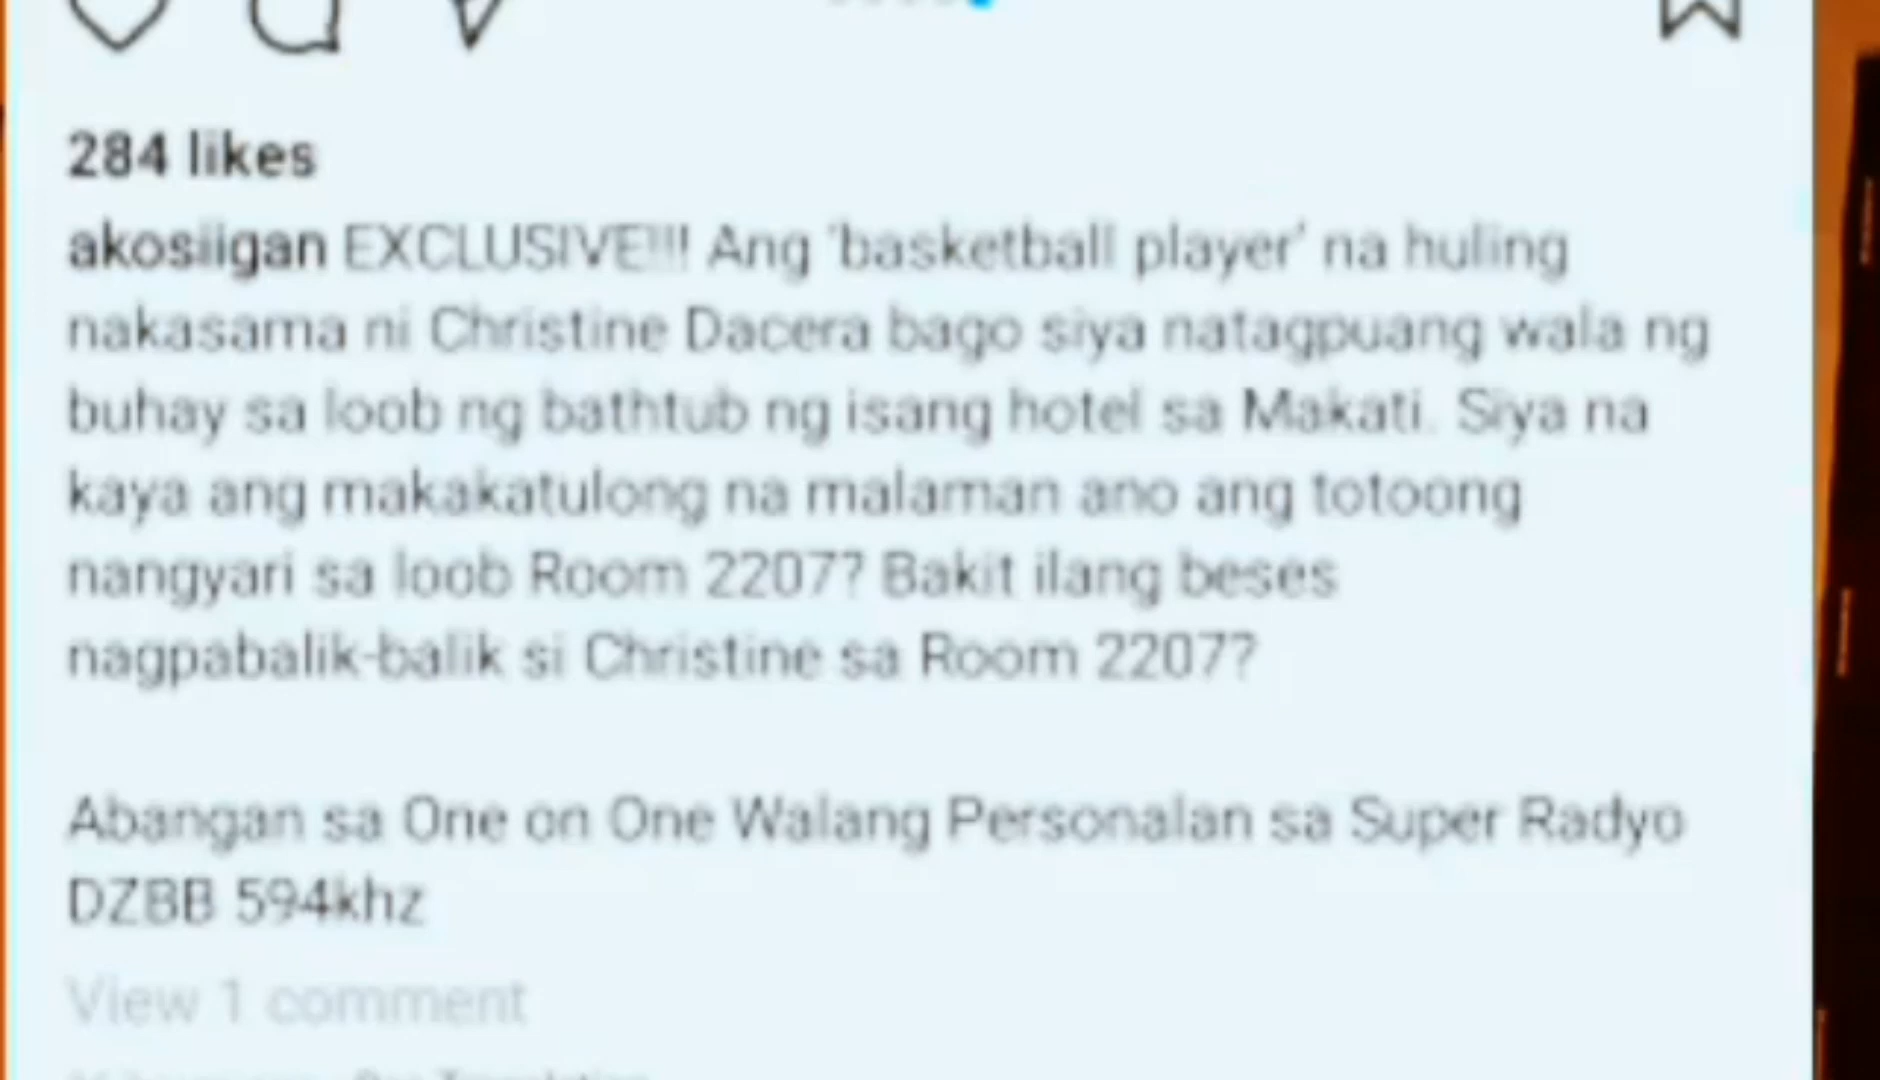 284 likes
akosiigan EXCLUSIVE!!! Ang 'basketball player' na huling
nakasama ni Christine Dacera bago siya natagpuang wala ng
buhay sa loob ng bathtub ng isang hotel sa Makati. Siya na
kaya ang makakatulong na malaman ano ang totoong
nangyari sa loob Room 2207? Bakit ilang beses
nagpabalik-balik si Christine sa Room 2207?
Abangan sa One on One Walang Personalan sa Super Radyo
DZBB 594khz
View 1 comment